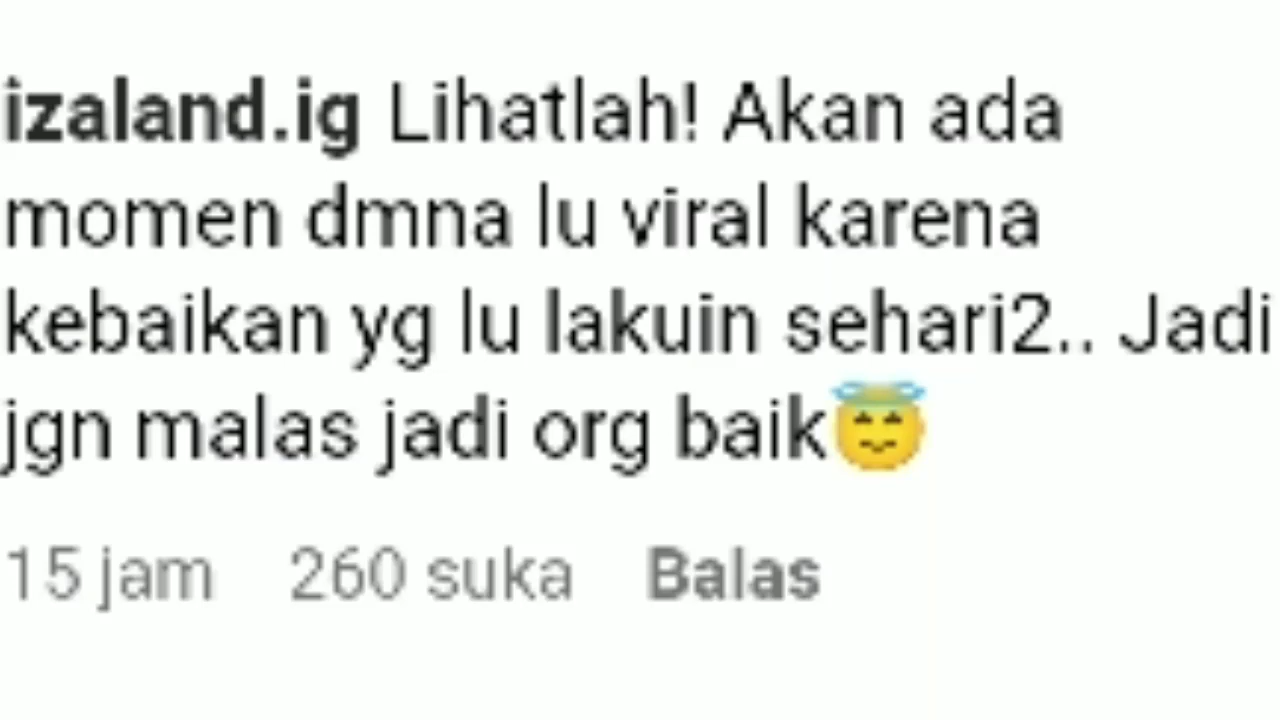 izaland.ig Lihatlah! Akan ada
momen dmna lu viral karena
kebaikan yg lu lakuin sehari2.. Jadi
jgn malas jadi org baik😇
15 jam 260 suka Balas